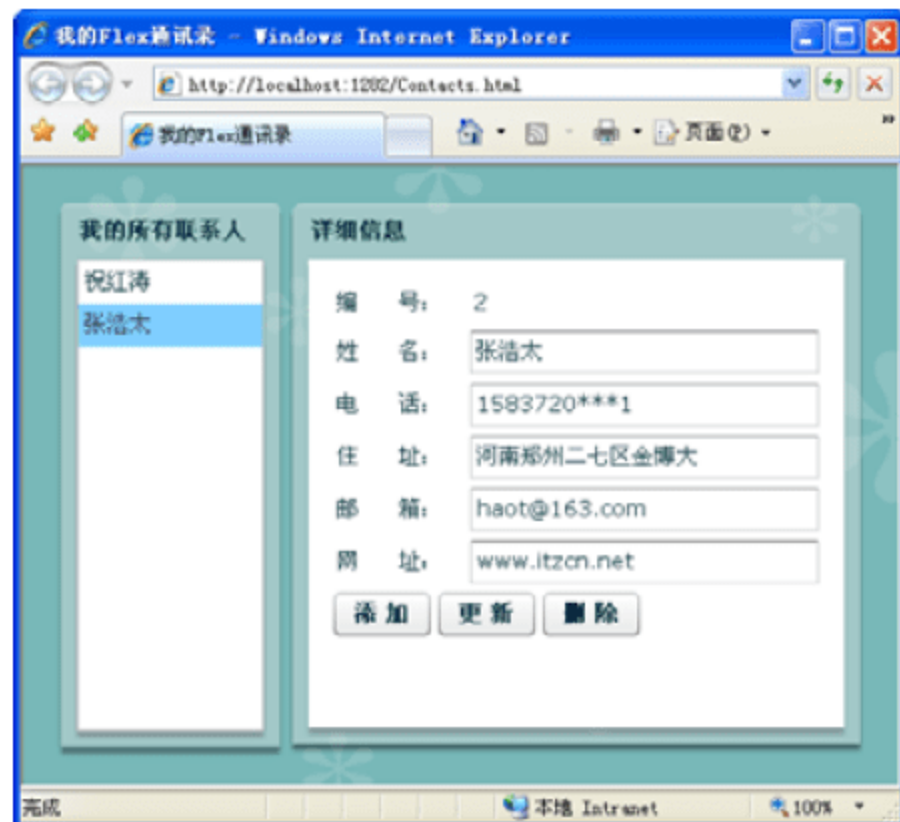 我的Flex通讯录 - Windows Internet Explorer
http://localhost:1282/Contacts.html
我的Flex通讯录
页面(P)
我的所有联系人
祝红涛
张浩太
详细信息
编 号: 2
姓 名: 张浩太
电 话: 1583720***1
住 址: 河南郑州二七区金博大
邮 箱: haot@163.com
网 址: www.itzcn.net
添 加 更 新 删 除
完成 本地 Intranet 100%